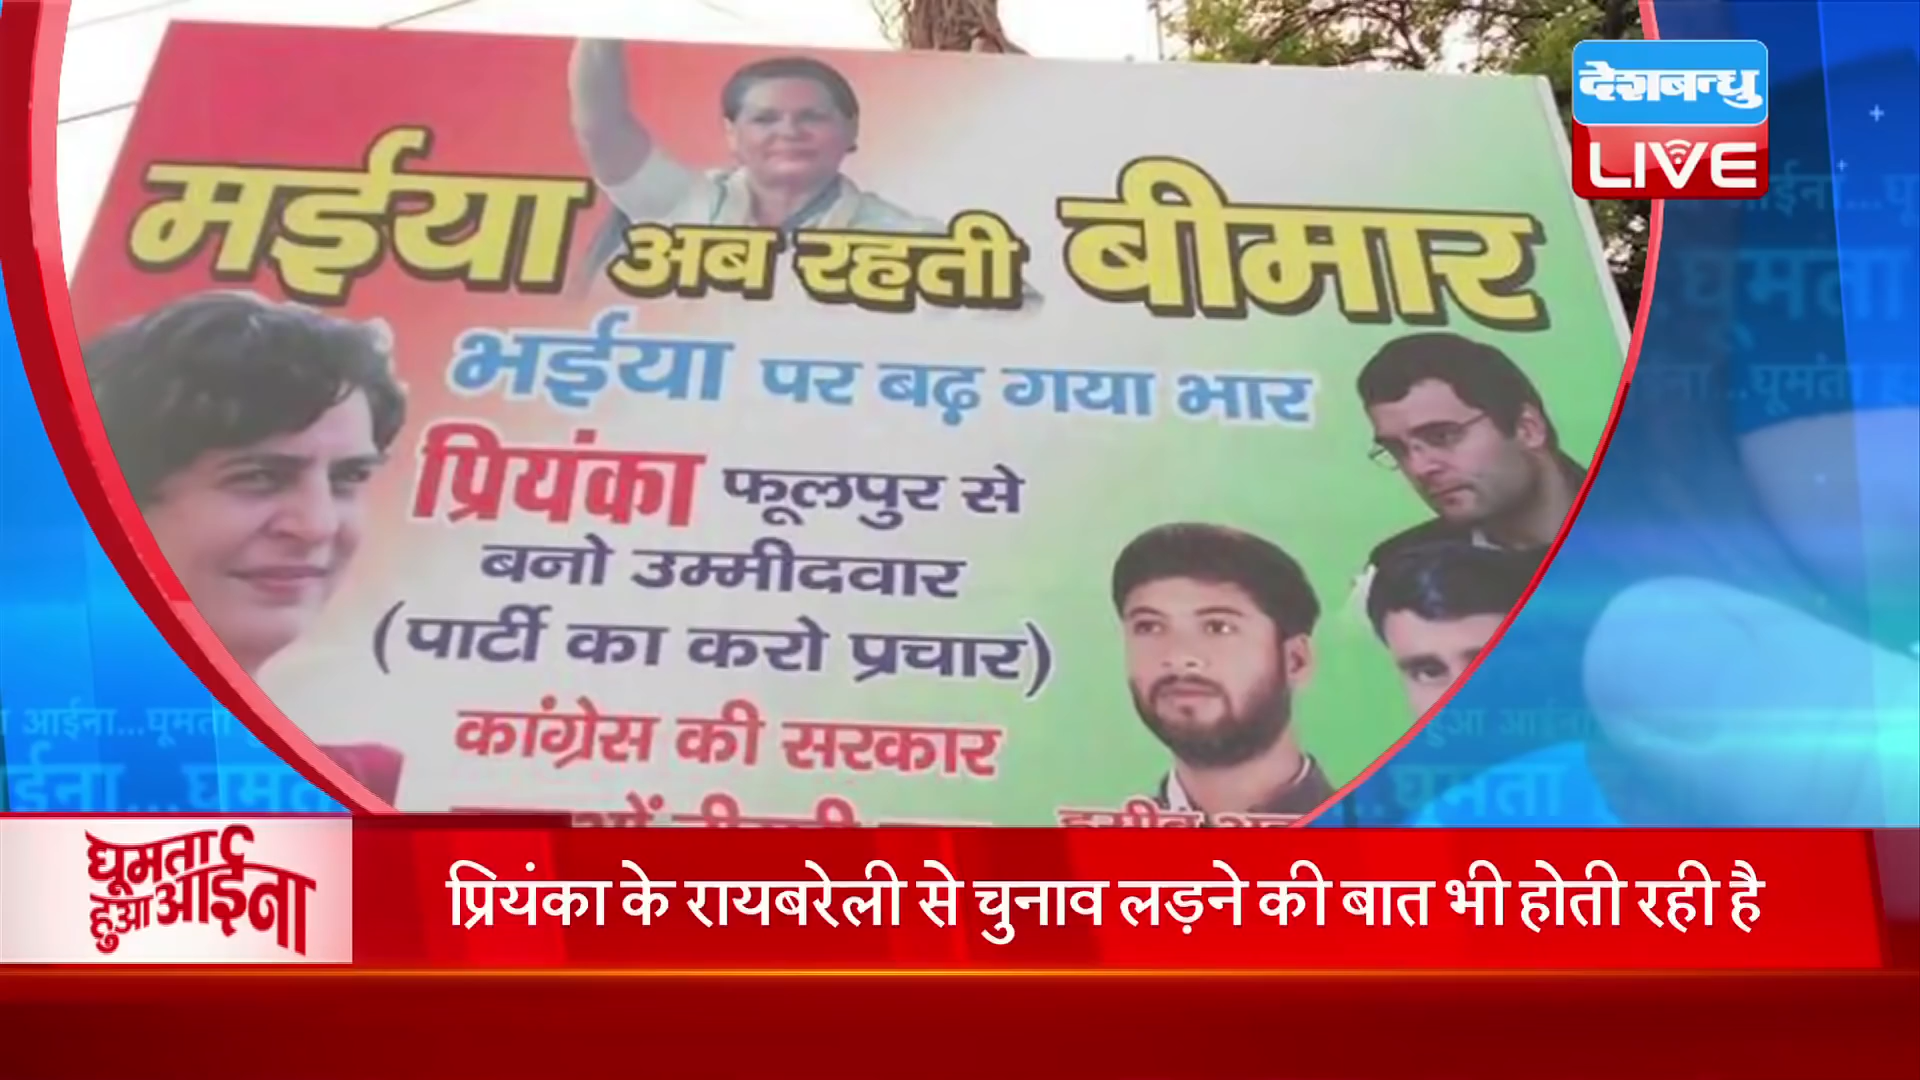 देशबन्धु
LIVE
मईया अब रहती बीमार
भईया पर बढ़ गया भार
प्रियंका फूलपुर से
बनो उम्मीदवार
(पार्टी का करो प्रचार)
कांग्रेस की सरकार
घूमता
हुआ आईना
प्रियंका के रायबरेली से चुनाव लड़ने की बात भी होती रही है